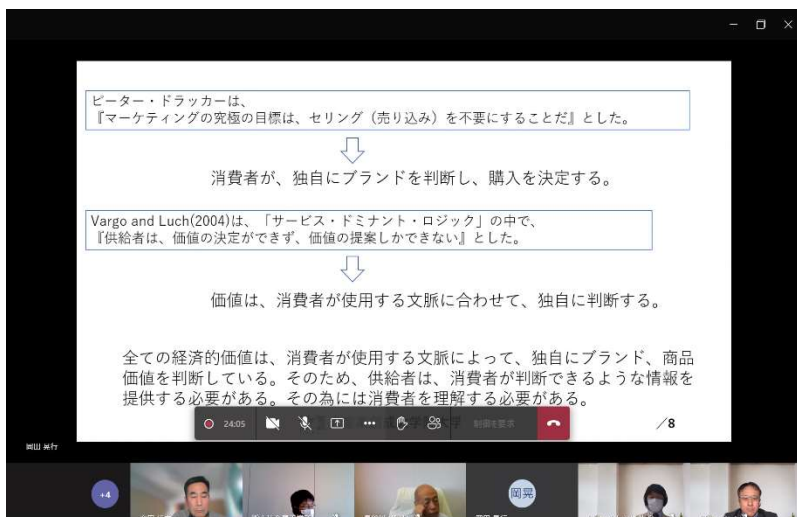 ピーター・ドラッカーは、
『マーケティングの究極の目標は、セリング（売り込み）を不要にすることだ』とした。
消費者が、独自にブランドを判断し、購入を決定する。
Vargo and Luch(2004)は、「サービス・ドミナント・ロジック」の中で、
『供給者は、価値の決定ができず、価値の提案しかできない』とした。
価値は、消費者が使用する文脈に合わせて、独自に判断する。
全ての経済的価値は、消費者が使用する文脈によって、独自にブランド、商品
価値を判断している。そのため、供給者は、消費者が判断できるような情報を
提供する必要がある。その為には消費者を理解する必要がある。
24:05
制御を要求
/8
岡田 晃行
+4
岡晃